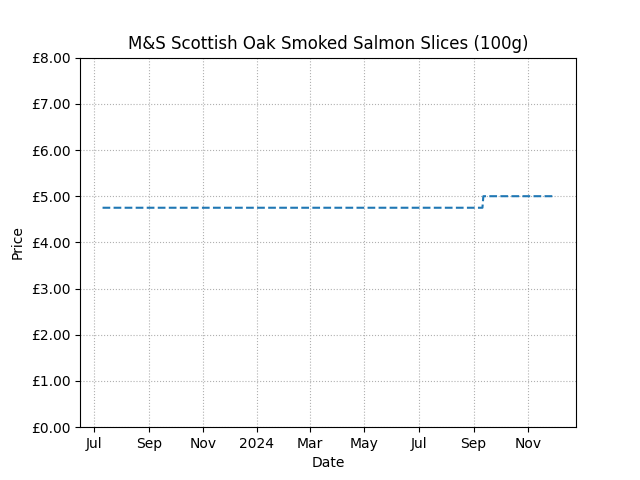 M&S Scottish Oak Smoked Salmon Slices (100g)
£8.00
£7.00
£6.00
£5.00
£4.00
£3.00
£2.00
£1.00
£0.00
Price
Jul Sep Nov 2024 Mar May Jul Sep Nov
Date